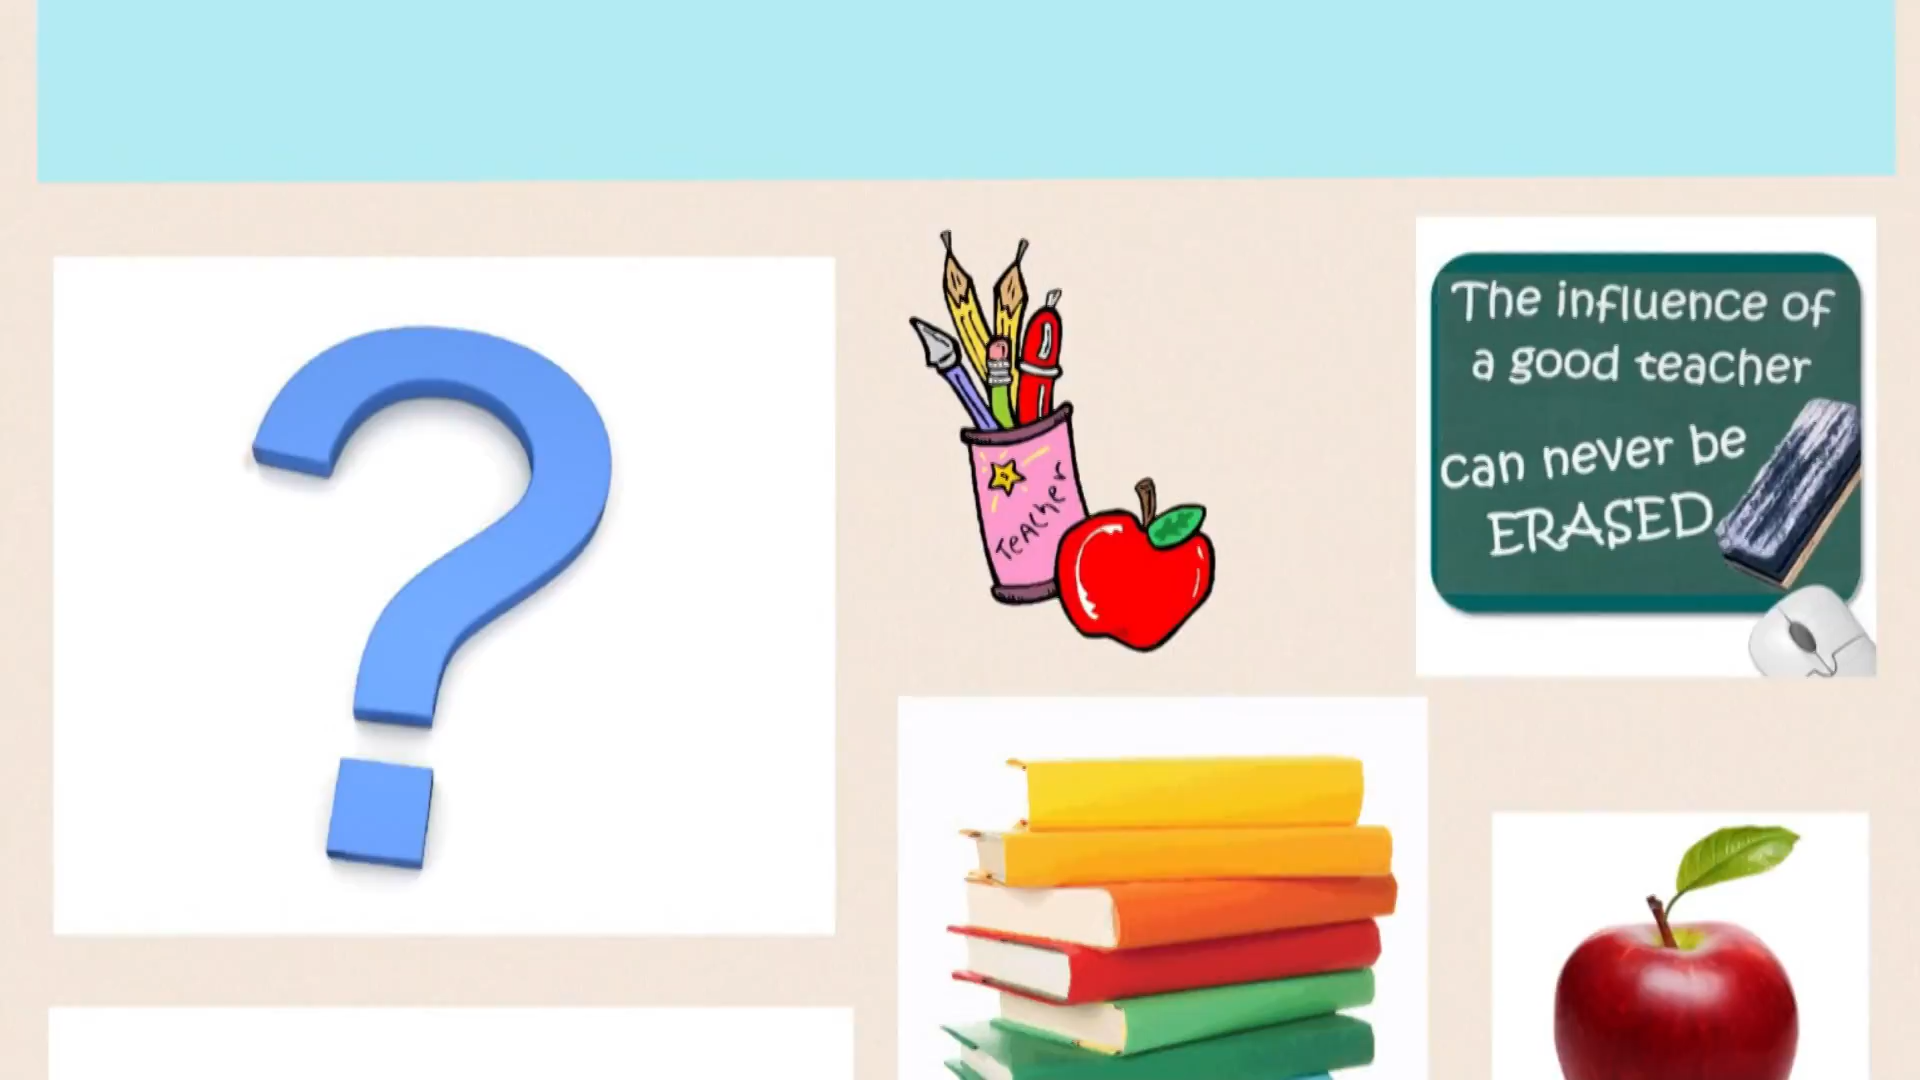 Teacher
The influence of
a good teacher
can never be
ERASED